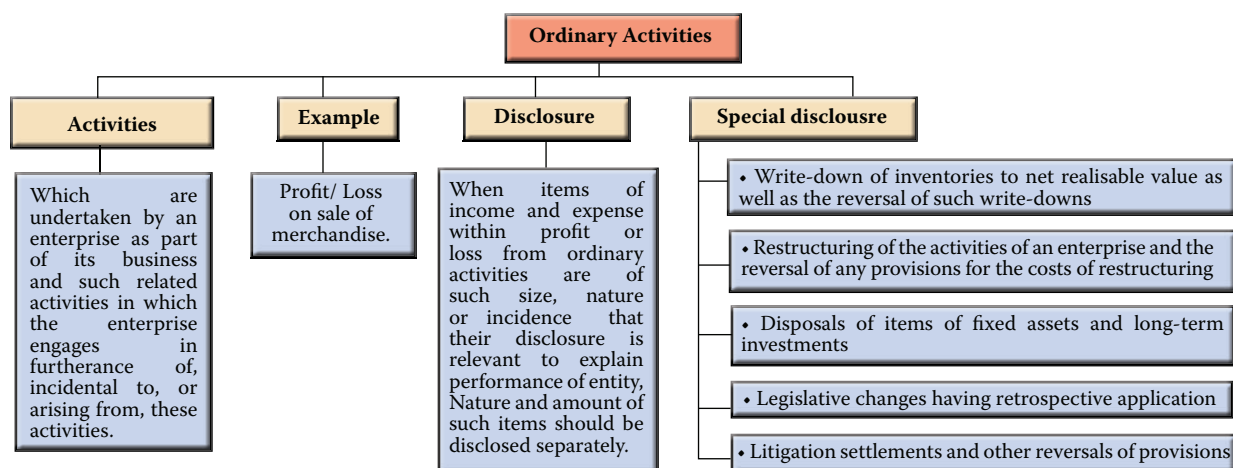 Ordinary Activities
Activities
Which are
undertaken by an
enterprise as part
of its business
and such related
activities in which
the enterprise
engages in
furtherance of,
incidental to, or
arising from, these
activities.
Example
Profit/ Loss
on sale of
merchandise.
Disclosure
When items of
income and expense
within profit or
loss from ordinary
activities are of
such size, nature
or incidence that
their disclosure is
relevant to explain
performance of entity,
Nature and amount of
such items should be
disclosed separately.
Special disclousre
• Write-down of inventories to net realisable value as
well as the reversal of such write-downs
• Restructuring of the activities of an enterprise and the
reversal of any provisions for the costs of restructuring
• Disposals of items of fixed assets and long-term
investments
• Legislative changes having retrospective application
• Litigation settlements and other reversals of provisions